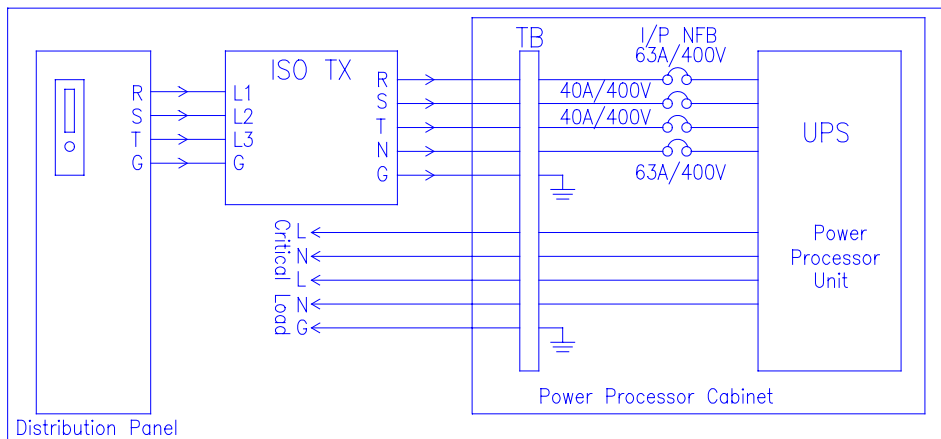 TB
I/P NFB
63A/400V
ISO TX
R
R
L1
S
40A/400V
S
L2
T
40A/400V
UPS
T
L3
N
G
G
63A/400V
G
Critical Load
L
N
L
N
G
Power
Processor
Unit
Power Processor Cabinet
Distribution Panel